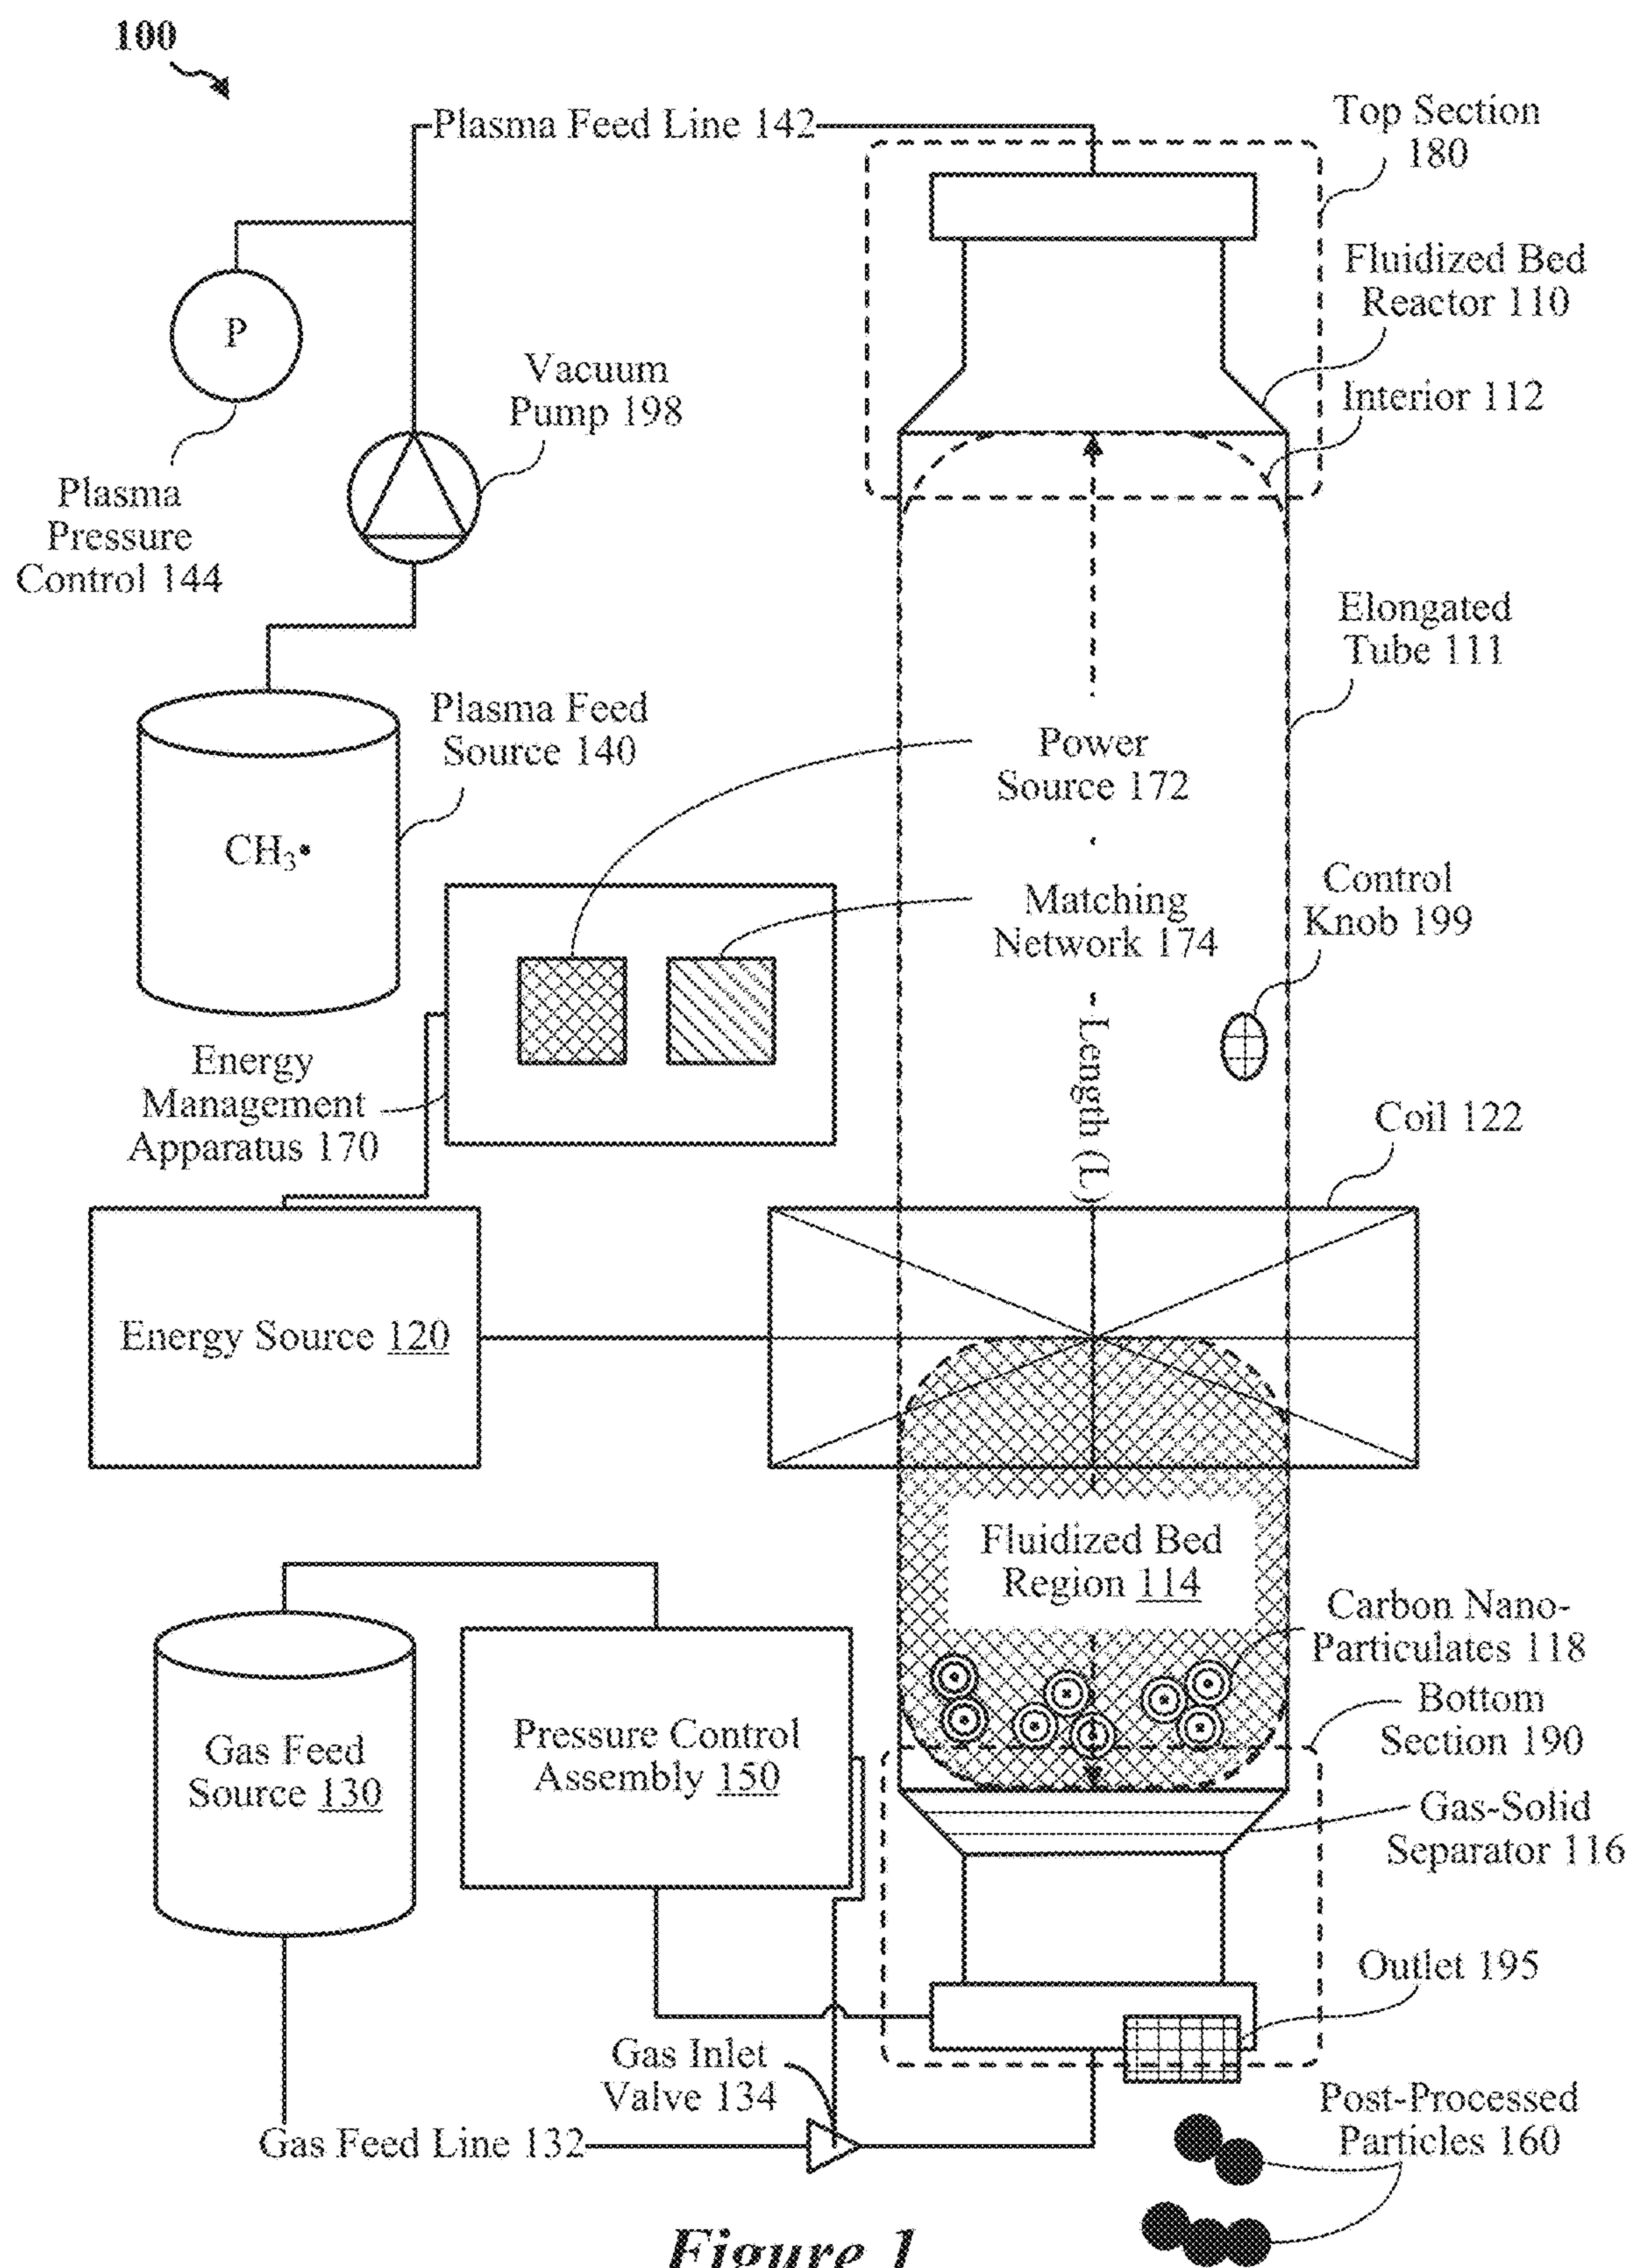 100
Plasma Feed Line 142
Top Section
180
Fluidized Bed
Reactor 110
P
Vacuum
Pump 198
Interior 112
Plasma
Pressure
Control 144
Elongated
Tube 111
Plasma Feed
Source 140
Power
Source 172
CH₃•
Control
Knob 199
Matching
Network 174
Length (L)
Energy
Management
Apparatus 170
Coil 122
Energy Source 120
Fluidized Bed
Region 114
Carbon Nano-
Particulates 118
Bottom
Section 190
Gas Feed
Source 130
Pressure Control
Assembly 150
Gas-Solid
Separator 116
Outlet 195
Gas Inlet
Valve 134
Gas Feed Line 132
Post-Processed
Particles 160
Figure 1